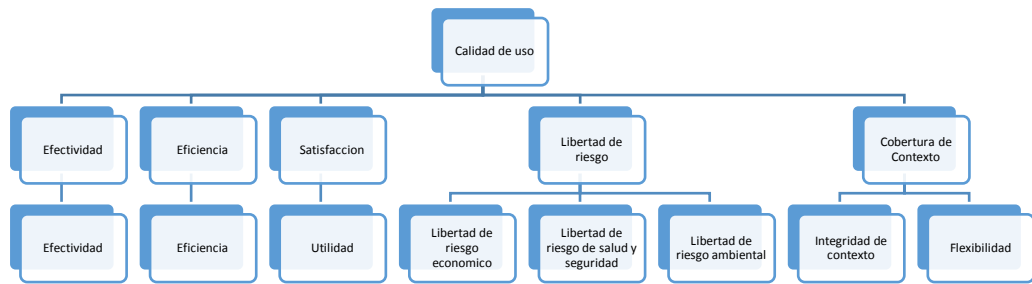 Calidad de uso
Efectividad
Eficiencia
Satisfaccion
Libertad de
riesgo
Cobertura de
Contexto
Efectividad
Eficiencia
Utilidad
Libertad de
riesgo
economico
Libertad de
riesgo de salud y
seguridad
Libertad de
riesgo ambiental
Integridad de
contexto
Flexibilidad